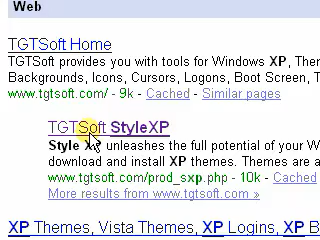 Web
TGTSoft Home
TGTSoft provides you with tools for Windows XP, Them
Backgrounds, Icons, Cursors, Logons, Boot Screen, T
www.tgtsoft.com/ - 9k - Cached - Similar pages
TGTSoft StyleXP
Style XP unleashes the full potential of your W
download and install XP themes. Themes are a
www.tgtsoft.com/prod_sxp.php - 10k - Cached
More results from www.tgtsoft.com »
XP Themes, Vista Themes, XP Logins, XP B